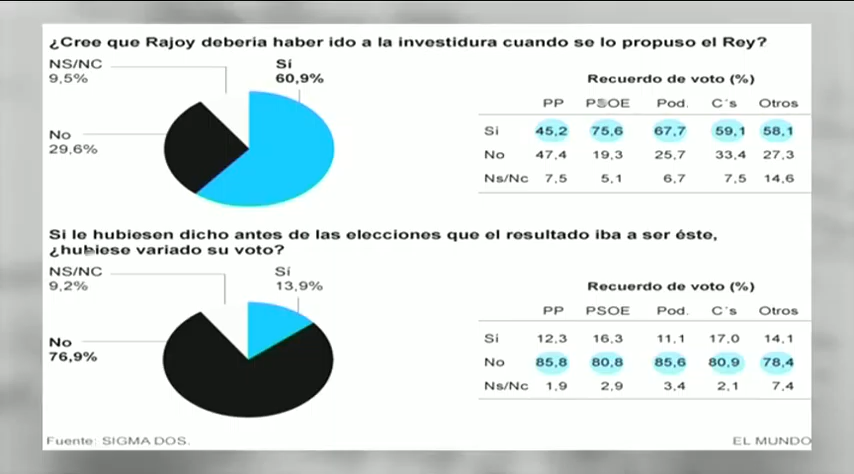 ¿Cree que Rajoy debería haber ido a la investidura cuando se lo propuso el Rey?
NS/NC
9,5%
Sí
60,9%
No
29,6%
Recuerdo de voto (%)
PP PSOE Pod. C´s Otros
Sí 45,2 75,6 67,7 59,1 58,1
No 47,4 19,3 25,7 33,4 27,3
Ns/Nc 7,5 5,1 6,7 7,5 14,6
Si le hubiesen dicho antes de las elecciones que el resultado iba a ser éste,
¿hubiese variado su voto?
NS/NC
9,2%
Sí
13,9%
No
76,9%
Recuerdo de voto (%)
PP PSOE Pod. C´s Otros
Sí 12,3 16,3 11,1 17,0 14,1
No 85,8 80,8 85,6 80,9 78,4
Ns/Nc 1,9 2,9 3,4 2,1 7,4
Fuente: SIGMA DOS. EL MUNDO